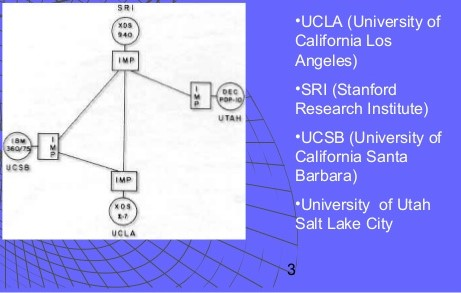 SRI
XDS
940
IMP
I
M
P
DEC
PDP-10
UTAH
IBM
360/75
I
M
P
UCSB
IMP
XDS
Σ-7
UCLA
•UCLA (University of
California Los
Angeles)
•SRI (Stanford
Research Institute)
•UCSB (University of
California Santa
Barbara)
•University of Utah
Salt Lake City
3